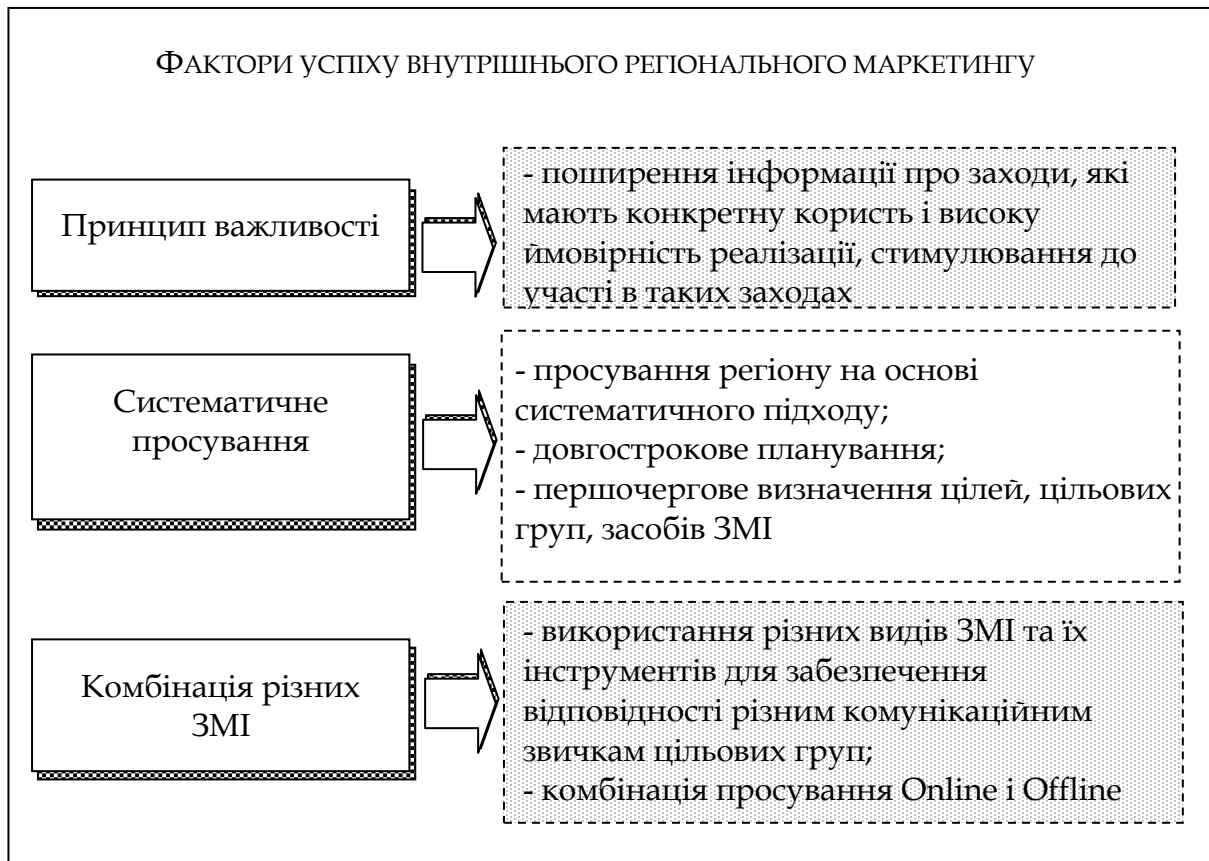 ФАКТОРИ УСПІХУ ВНУТРІШНЬОГО РЕГІОНАЛЬНОГО МАРКЕТИНГУ
Принцип важливості
- поширення інформації про заходи, які
мають конкретну користь і високу
ймовірність реалізації, стимулювання до
участі в таких заходах
Систематичне
просування
- просування регіону на основі
систематичного підходу;
- довгострокове планування;
- першочергове визначення цілей, цільових
груп, засобів ЗМІ
Комбінація різних
ЗМІ
- використання різних видів ЗМІ та їх
інструментів для забезпечення
відповідності різним комунікаційним
звичкам цільових груп;
- комбінація просування Online і Offline